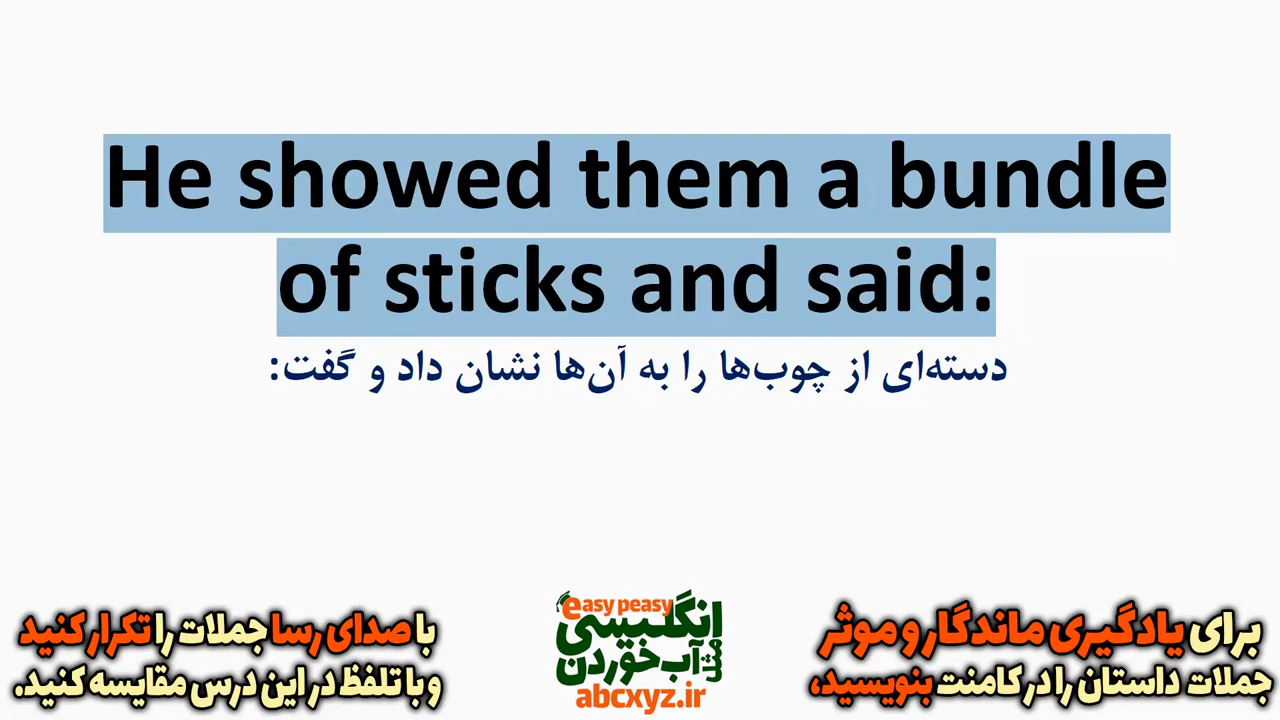 He showed them a bundle
of sticks and said:
دسته‌ای از چوب‌ها را به آن‌ها نشان داد و گفت:
برای یادگیری ماندگار و موثر
جملات داستان را در کامنت بنویسید،
easy peasy
انگلیسی
مثل آب خوردن
abcxyz.ir
با صدای رسا جملات را تکرار کنید
و با تلفظ در این درس مقایسه کنید.